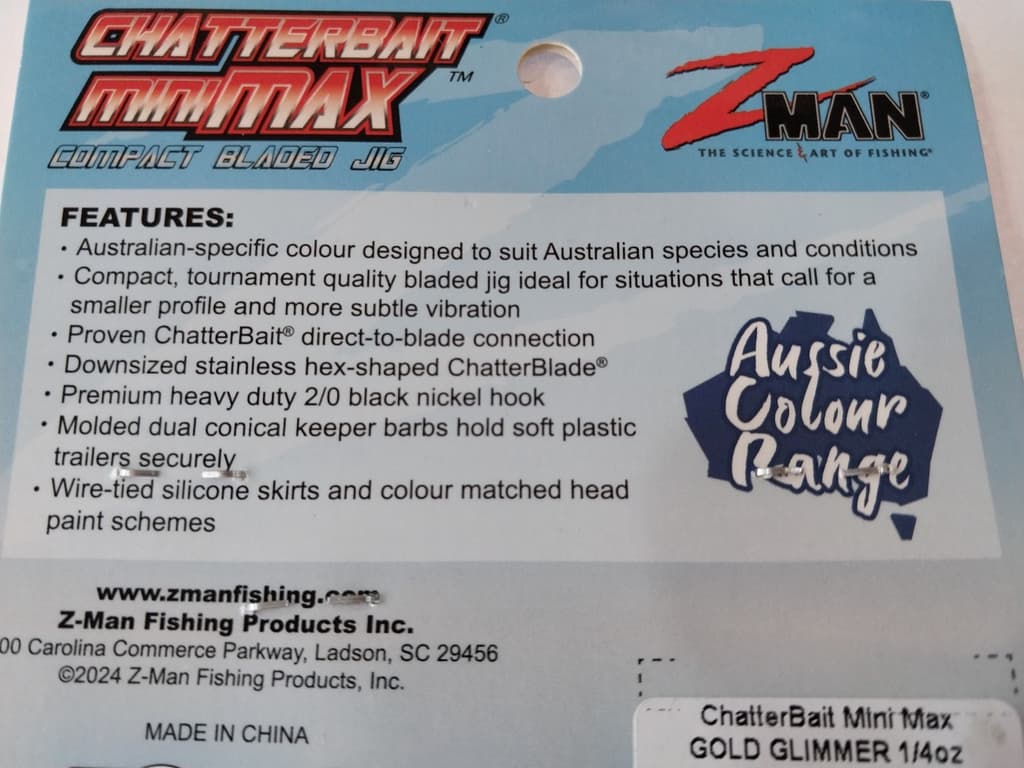 CHATTERBAIT®
MINIMAX™
COMPACT BLADED JIG
Z MAN®
THE SCIENCE & ART OF FISHING®
FEATURES:
• Australian-specific colour designed to suit Australian species and conditions
• Compact, tournament quality bladed jig ideal for situations that call for a
smaller profile and more subtle vibration
• Proven ChatterBait® direct-to-blade connection
• Downsized stainless hex-shaped ChatterBlade®
• Premium heavy duty 2/0 black nickel hook
• Molded dual conical keeper barbs hold soft plastic
trailers securely
• Wire-tied silicone skirts and colour matched head
paint schemes
Aussie
Colour
Range
www.zmanfishing.com
Z-Man Fishing Products Inc.
00 Carolina Commerce Parkway, Ladson, SC 29456
©2024 Z-Man Fishing Products, Inc.
MADE IN CHINA
ChatterBait Mini Max
GOLD GLIMMER 1/4oz